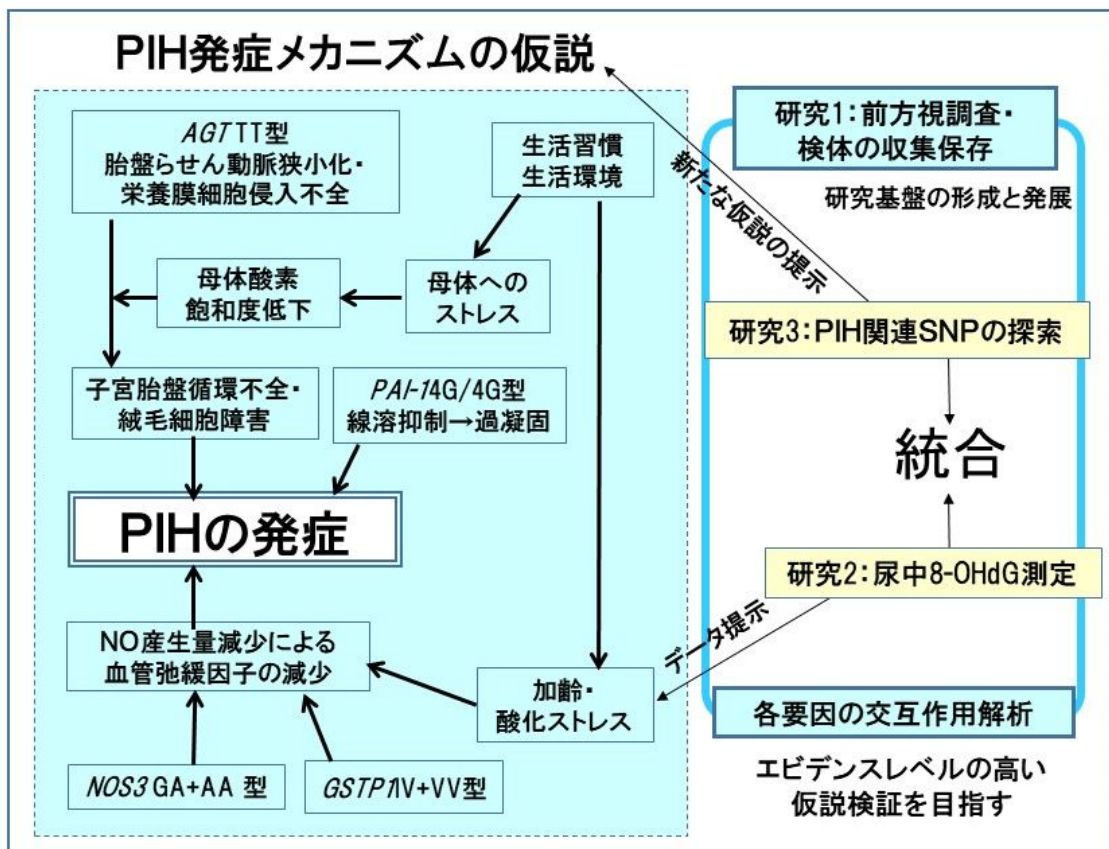 PIH発症メカニズムの仮説
AGT TT型
胎盤らせん動脈狭小化・
栄養膜細胞侵入不全
生活習慣
生活環境
母体酸素
飽和度低下
母体への
ストレス
子宮胎盤循環不全・
絨毛細胞障害
PAI-1 4G/4G型
線溶抑制→過凝固
PIHの発症
NO産生量減少による
血管弛緩因子の減少
加齢・
酸化ストレス
NOS3 GA+AA 型
GSTP1 IV+VV型
新たな仮説の提示
データ提示
研究1:前方視調査・
検体の収集保存
研究基盤の形成と発展
研究3:PIH関連SNPの探索
統合
研究2:尿中8-OHdG測定
各要因の交互作用解析
エビデンスレベルの高い
仮説検証を目指す